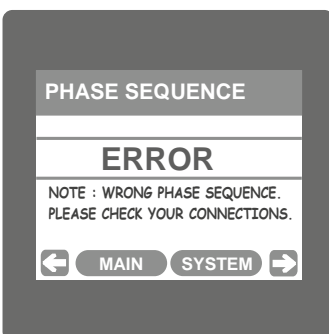 PHASE SEQUENCE
ERROR
NOTE : WRONG PHASE SEQUENCE.
PLEASE CHECK YOUR CONNECTIONS.
MAIN SYSTEM